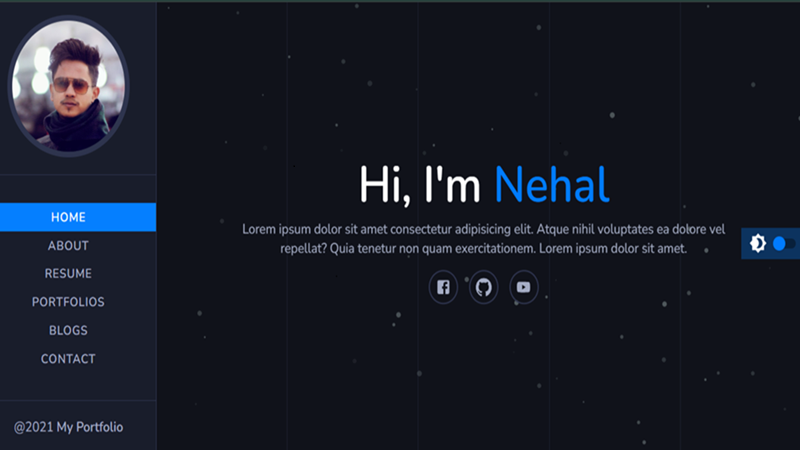 HOME
ABOUT
RESUME
PORTFOLIOS
BLOGS
CONTACT
@2021 My Portfolio
Hi, I'm Nehal
Lorem ipsum dolor sit amet consectetur adipisicing elit. Atque nihil voluptates ea dolore vel
repellat? Quia tenetur non quam exercitationem. Lorem ipsum dolor sit amet.